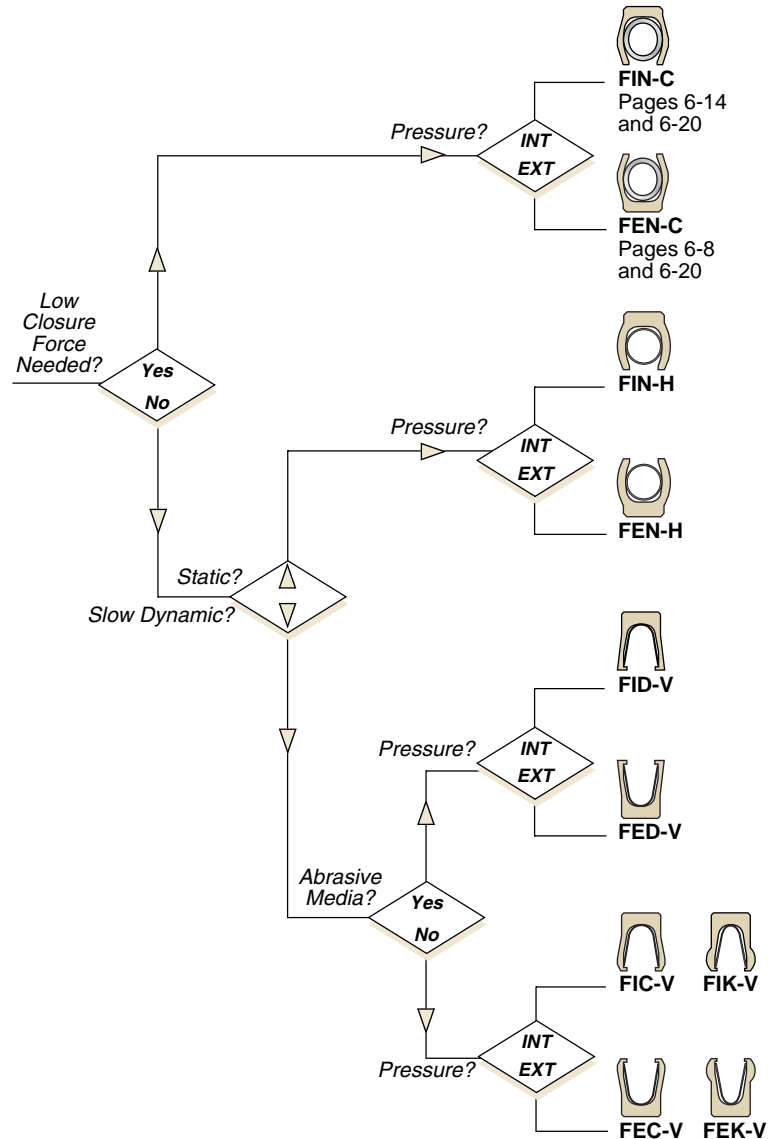 FIN-C
Pages 6-14
and 6-20
Pressure?
INT
EXT
FEN-C
Pages 6-8
and 6-20
Low
Closure
Force
Needed?
Yes
No
FIN-H
Pressure?
INT
EXT
FEN-H
Static?
Slow Dynamic?
FID-V
Pressure?
INT
EXT
FED-V
Abrasive
Media?
Yes
No
FIC-V FIK-V
INT
EXT
Pressure?
FEC-V FEK-V